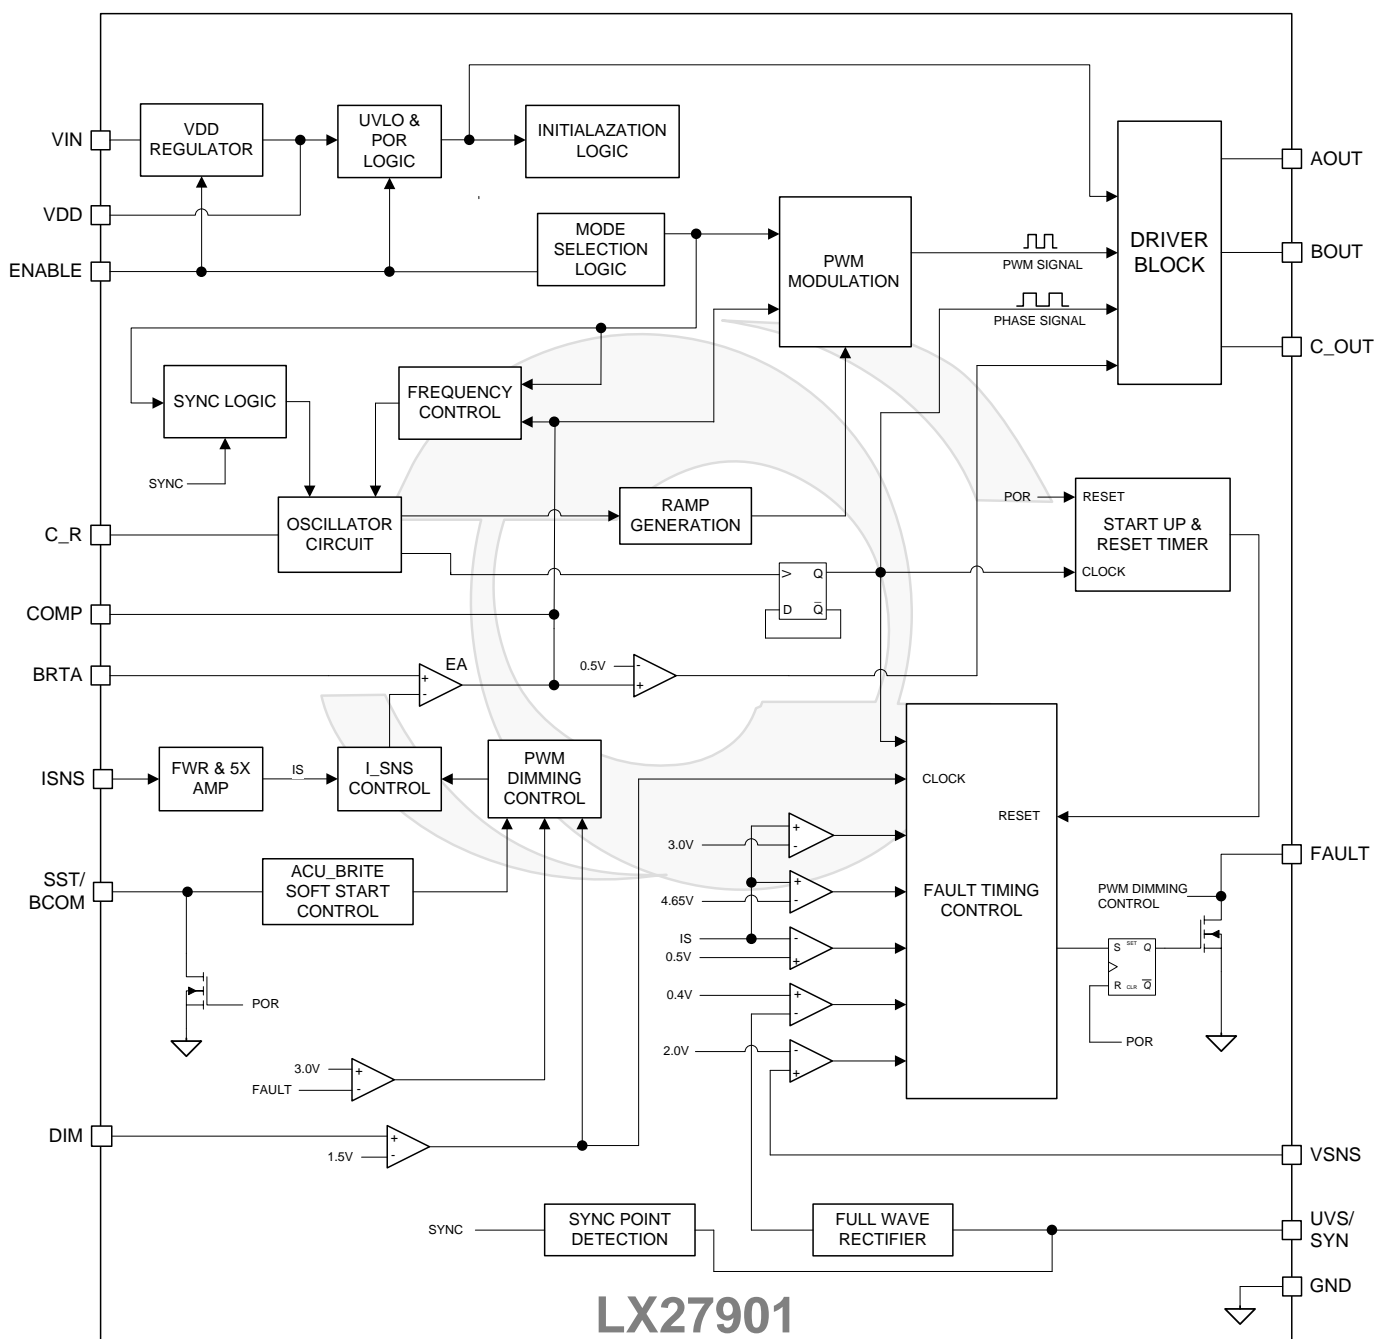 VIN
VDD
REGULATOR
UVLO &
POR
LOGIC
INITIALAZATION
LOGIC
VDD
ENABLE
MODE
SELECTION
LOGIC
PWM
MODULATION
PWM SIGNAL
PHASE SIGNAL
DRIVER
BLOCK
AOUT
BOUT
C_OUT
SYNC LOGIC
SYNC
FREQUENCY
CONTROL
C_R
OSCILLATOR
CIRCUIT
RAMP
GENERATION
POR
RESET
START UP &
RESET TIMER
CLOCK
Q
D
Q
COMP
BRTA
+
-
EA
0.5V
-
+
ISNS
FWR & 5X
AMP
IS
I_SNS
CONTROL
PWM
DIMMING
CONTROL
SST/
BCOM
ACU_BRITE
SOFT START
CONTROL
POR
CLOCK
RESET
FAULT TIMING
CONTROL
3.0V
+
-
4.65V
+
-
IS
0.5V
-
+
0.4V
+
-
2.0V
-
+
FAULT
PWM DIMMING
CONTROL
S
SET
Q
R
CLR
Q
POR
3.0V
FAULT
+
-
DIM
1.5V
+
-
VSNS
SYNC
SYNC POINT
DETECTION
FULL WAVE
RECTIFIER
UVS/
SYN
GND
LX27901